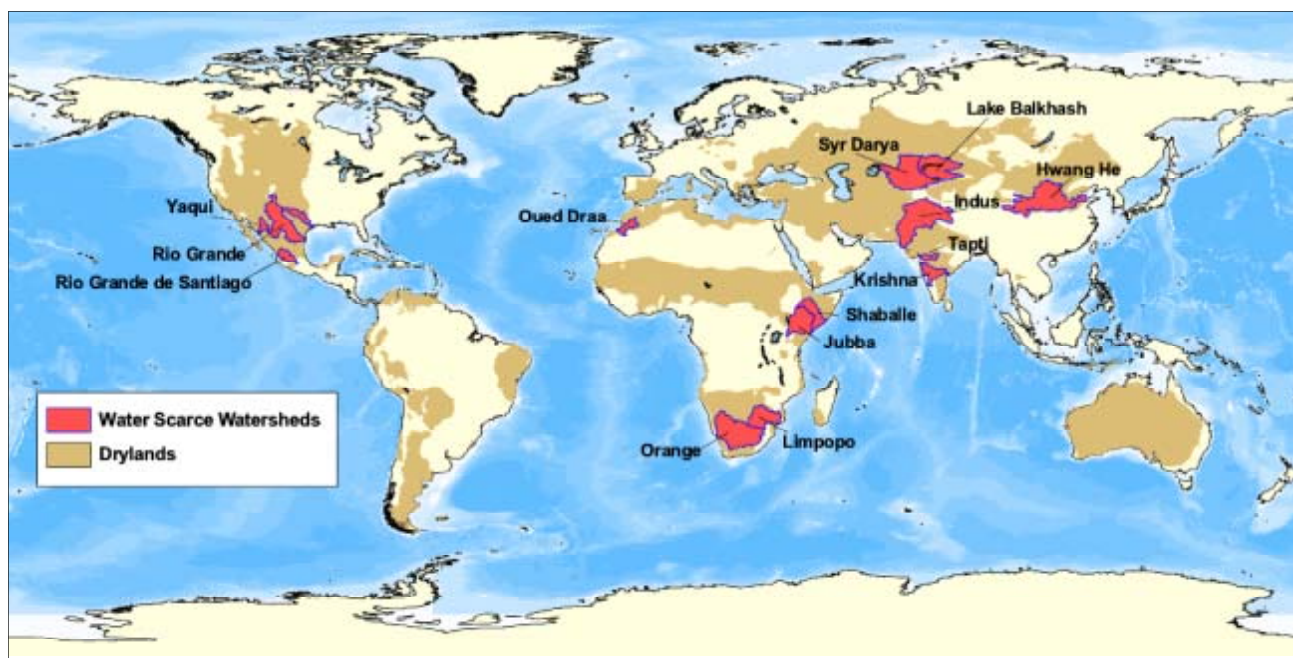 Lake Balkhash
Syr Darya
Hwang He
Yaqui
Oued Draa
Indus
Rio Grande
Tapti
Rio Grande de Santiago
Krishna
Shaballe
Jubba
Water Scarce Watersheds
Drylands
Orange
Limpopo